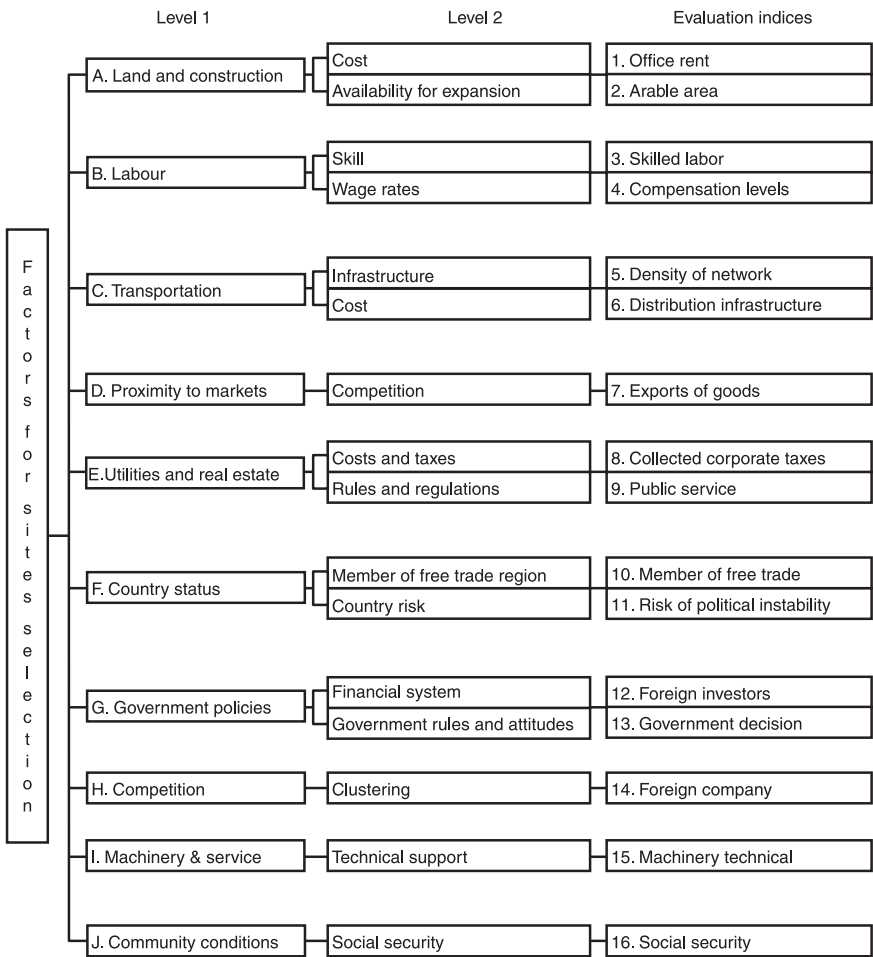 Level 1 Level 2 Evaluation indices
Factors for sites selection
A. Land and construction
Cost
Availability for expansion
1. Office rent
2. Arable area
B. Labour
Skill
Wage rates
3. Skilled labor
4. Compensation levels
C. Transportation
Infrastructure
Cost
5. Density of network
6. Distribution infrastructure
D. Proximity to markets
Competition
7. Exports of goods
E.Utilities and real estate
Costs and taxes
Rules and regulations
8. Collected corporate taxes
9. Public service
F. Country status
Member of free trade region
Country risk
10. Member of free trade
11. Risk of political instability
G. Government policies
Financial system
Government rules and attitudes
12. Foreign investors
13. Government decision
H. Competition
Clustering
14. Foreign company
I. Machinery & service
Technical support
15. Machinery technical
J. Community conditions
Social security
16. Social security